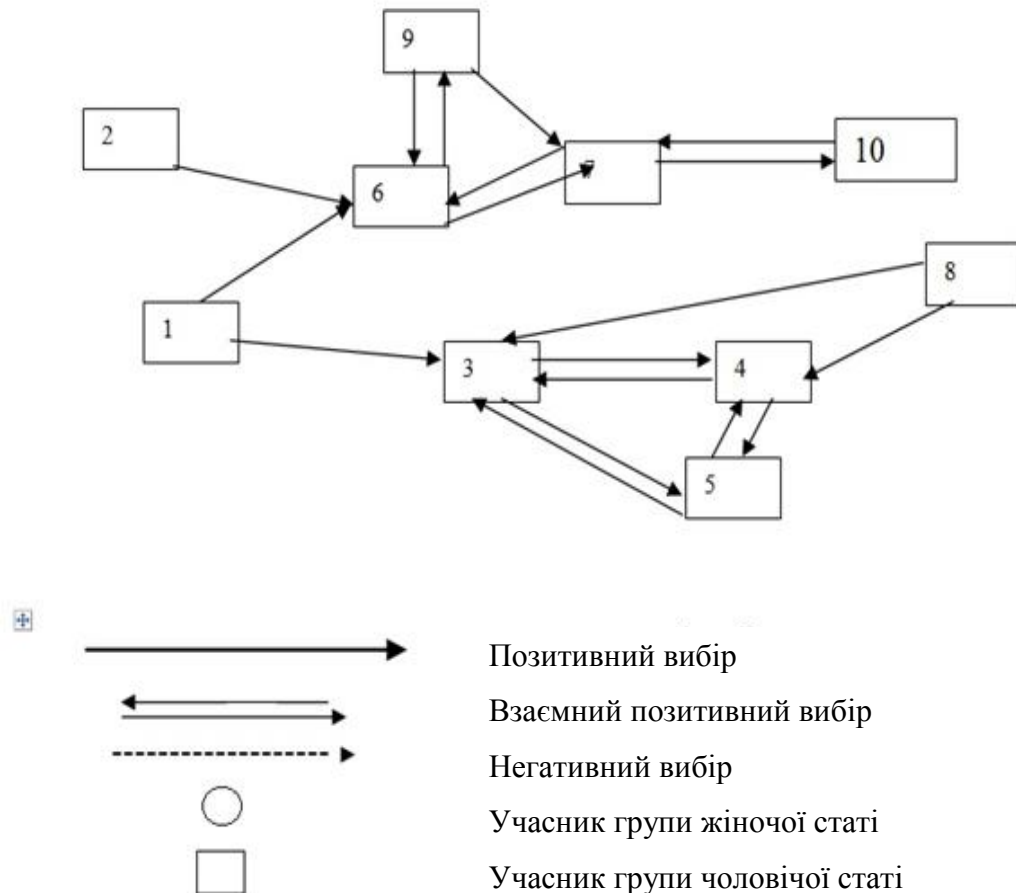 9
2
10
7
6
8
1
3
4
5
Позитивний вибір
Взаємний позитивний вибір
Негативний вибір
Учасник групи жіночої статі
Учасник групи чоловічої статі